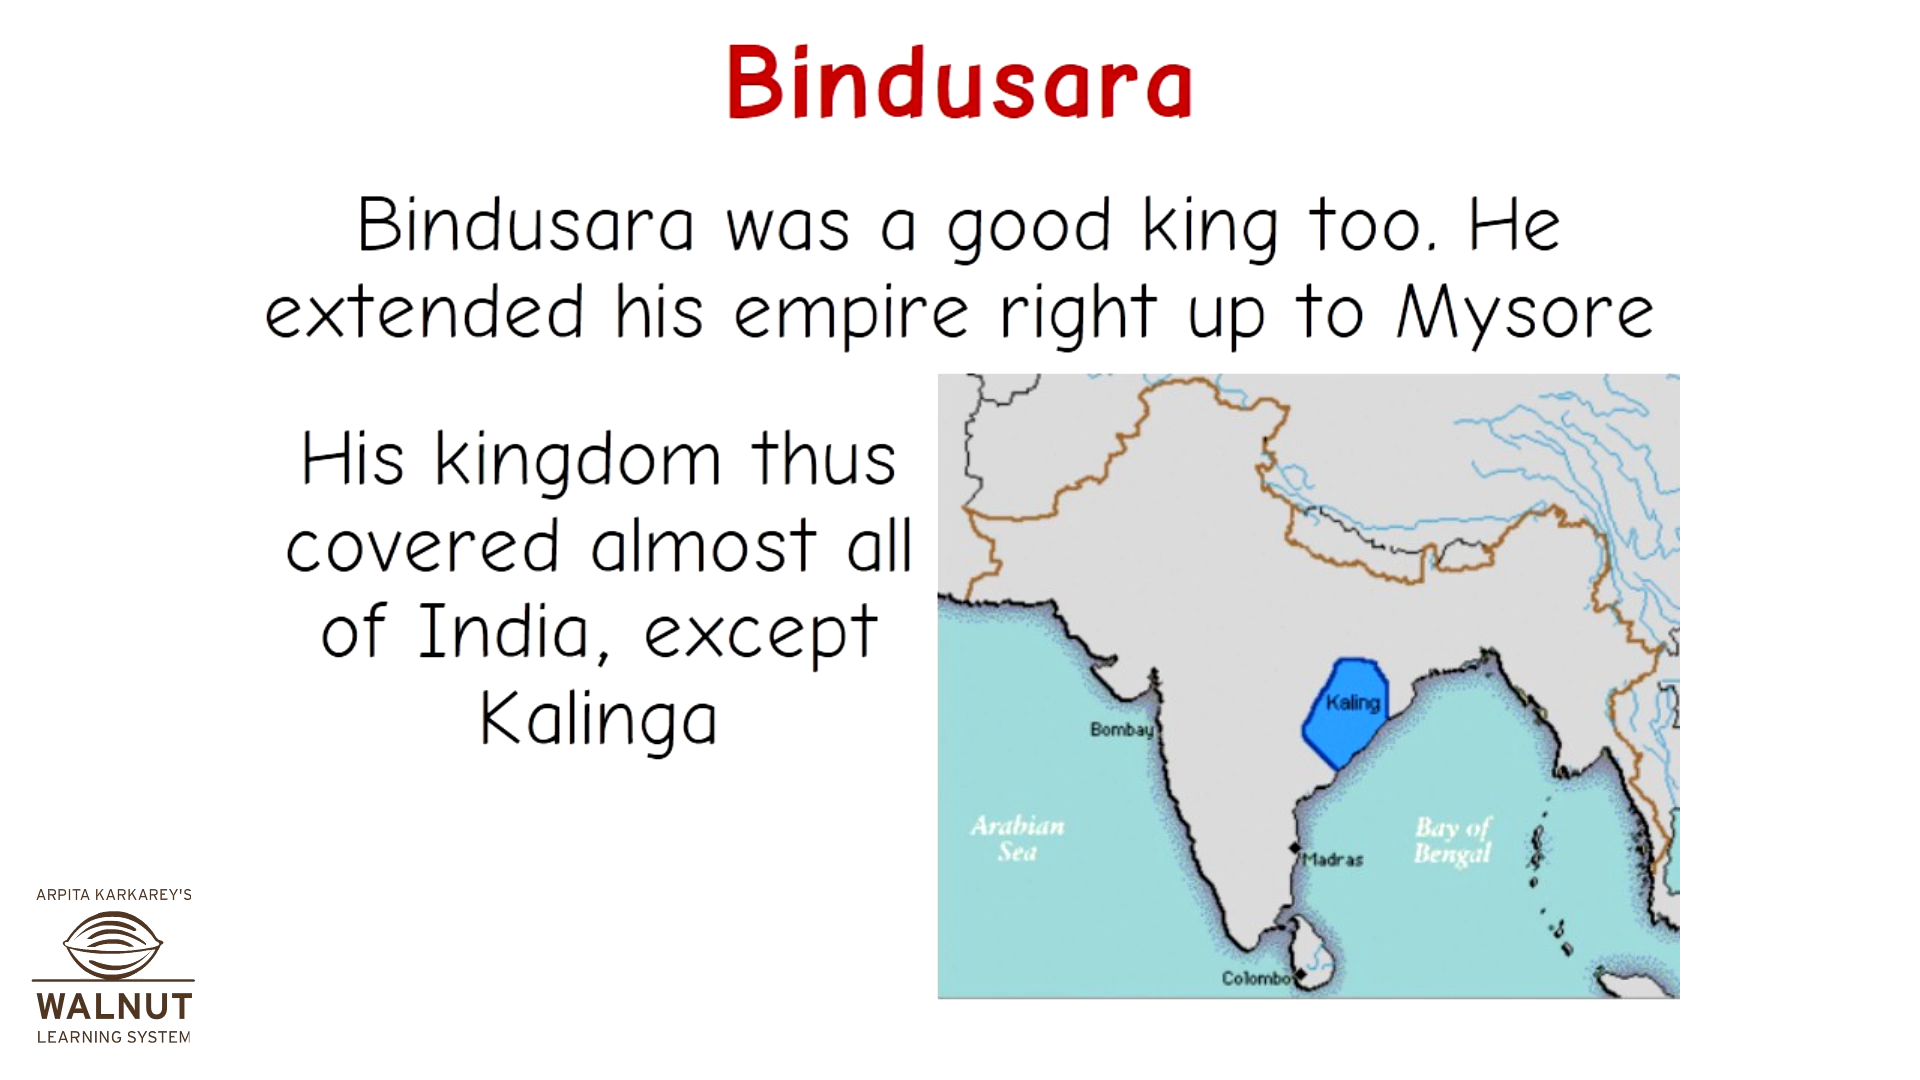 Bindusara
Bindusara was a good king too. He
extended his empire right up to Mysore
His kingdom thus
covered almost all
of India, except
Kalinga
Kaling
Bombay
Arabian
Sea
Bay of
Bengal
Madras
Colombo
ARPITA KARKAREY'S
WALNUT
LEARNING SYSTEM